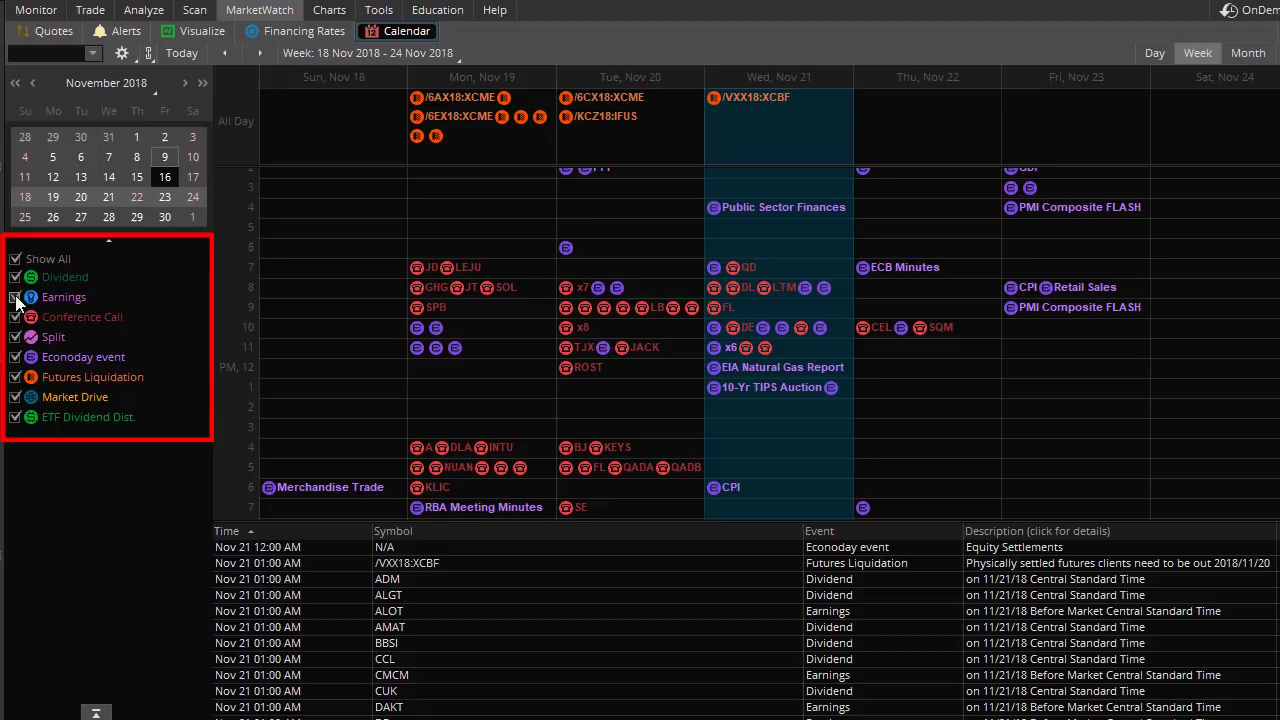 Monitor Trade Analyze Scan MarketWatch Charts Tools Education Help OnDem
Quotes Alerts Visualize Financing Rates 12 Calendar
Today Week: 18 Nov 2018 - 24 Nov 2018 Day Week Month
November 2018
Su Mo Tu We Th Fr Sa
28 29 30 31 1 2 3
4 5 6 7 8 9 10
11 12 13 14 15 16 17
18 19 20 21 22 23 24
25 26 27 28 29 30 1
Show All
Dividend
Earnings
Conference Call
Split
Econoday event
Futures Liquidation
Market Drive
ETF Dividend Dist.
Sun, Nov 18 Mon, Nov 19 Tue, Nov 20 Wed, Nov 21 Thu, Nov 22 Fri, Nov 23 Sat, Nov 24
/6AX18:XCME /6CX18:XCME /VXX18:XCBF
All Day /6EX18:XCME /KCZ18:IFUS
3
4 Public Sector Finances PMI Composite FLASH
5
6
7 JD LEJU QD ECB Minutes
8 GHG JT SOL x7 DL LTM CPI Retail Sales
9 SPB LB FL PMI Composite FLASH
10 x8 DE CEL SQM
11 TJX JACK x6
PM, 12 ROST EIA Natural Gas Report
1 10-Yr TIPS Auction
2
3
4 A DLA INTU BJ KEYS
5 NUAN FL QADA QADB
6 Merchandise Trade KLIC CPI
7 RBA Meeting Minutes SE
Time Symbol Event Description (click for details)
Nov 21 12:00 AM N/A Econoday event Equity Settlements
Nov 21 01:00 AM /VXX18:XCBF Futures Liquidation Physically settled futures clients need to be out 2018/11/20
Nov 21 01:00 AM ADM Dividend on 11/21/18 Central Standard Time
Nov 21 01:00 AM ALGT Dividend on 11/21/18 Central Standard Time
Nov 21 01:00 AM ALOT Earnings on 11/21/18 Before Market Central Standard Time
Nov 21 01:00 AM AMAT Dividend on 11/21/18 Central Standard Time
Nov 21 01:00 AM BBSI Dividend on 11/21/18 Central Standard Time
Nov 21 01:00 AM CCL Dividend on 11/21/18 Central Standard Time
Nov 21 01:00 AM CMCM Earnings on 11/21/18 Before Market Central Standard Time
Nov 21 01:00 AM CUK Dividend on 11/21/18 Central Standard Time
Nov 21 01:00 AM DAKT Earnings on 11/21/18 Before Market Central Standard Time